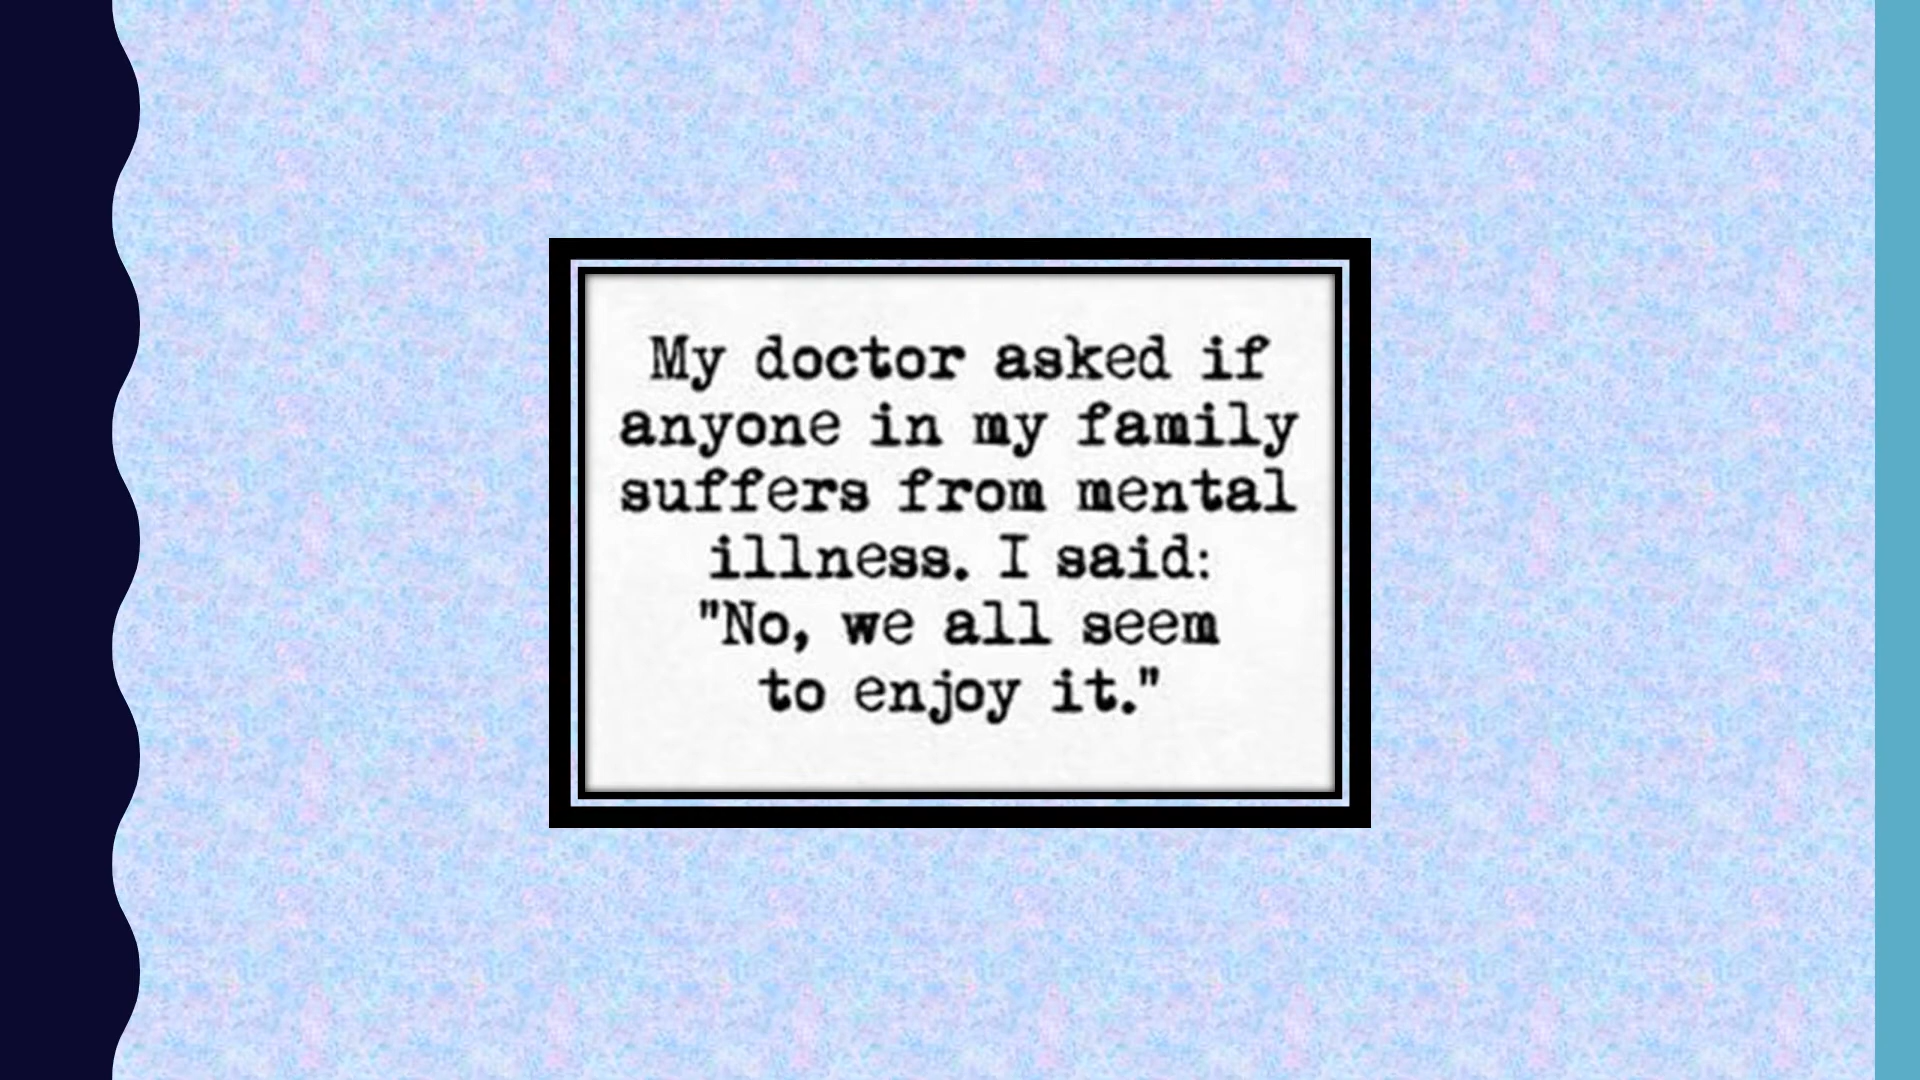 My doctor asked if
anyone in my family
suffers from mental
illness. I said:
"No, we all seem
to enjoy it."